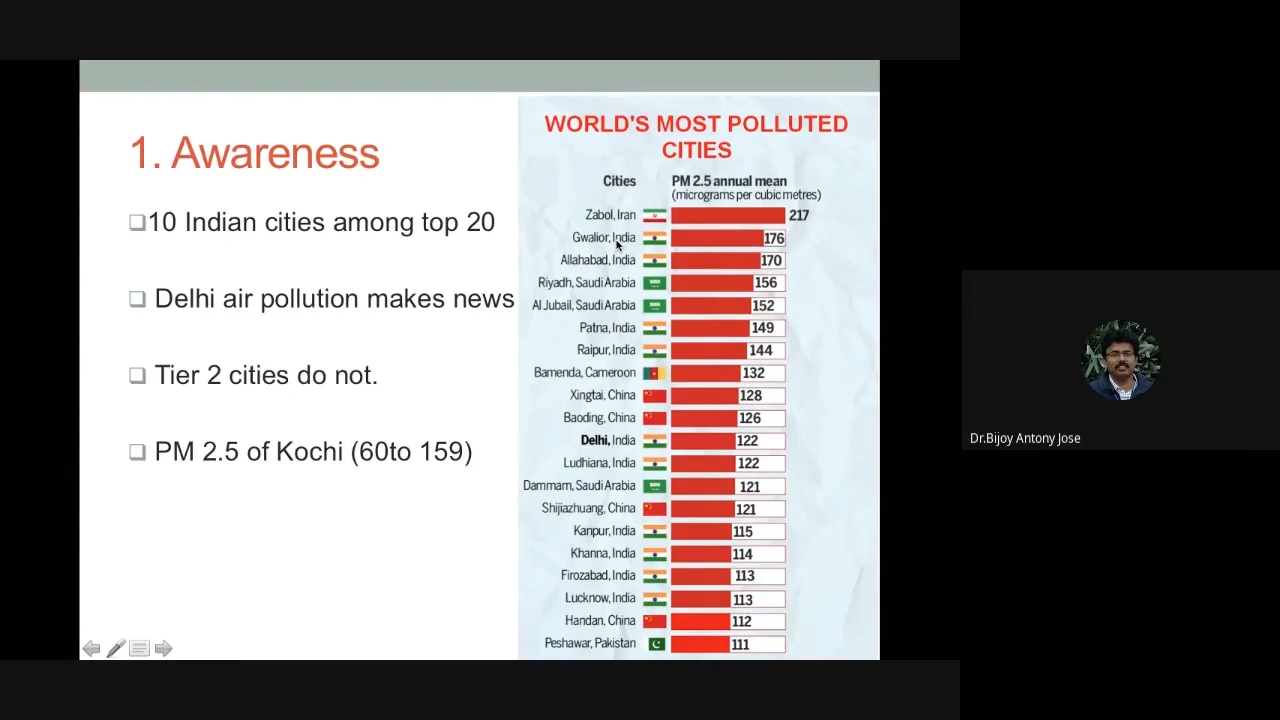 1. Awareness
10 Indian cities among top 20
Delhi air pollution makes news
Tier 2 cities do not.
PM 2.5 of Kochi (60to 159)
WORLD'S MOST POLLUTED
CITIES
Cities PM 2.5 annual mean
(micrograms per cubic metres)
Zabol, Iran 217
Gwalior, India 176
Allahabad, India 170
Riyadh, Saudi Arabia 156
Al Jubail, Saudi Arabia 152
Patna, India 149
Raipur, India 144
Bamenda, Cameroon 132
Xingtai, China 128
Baoding, China 126
Delhi, India 122
Ludhiana, India 122
Dammam, Saudi Arabia 121
Shijiazhuang, China 121
Kanpur, India 115
Khanna, India 114
Firozabad, India 113
Lucknow, India 113
Handan, China 112
Peshawar, Pakistan 111
Dr.Bijoy Antony Jose